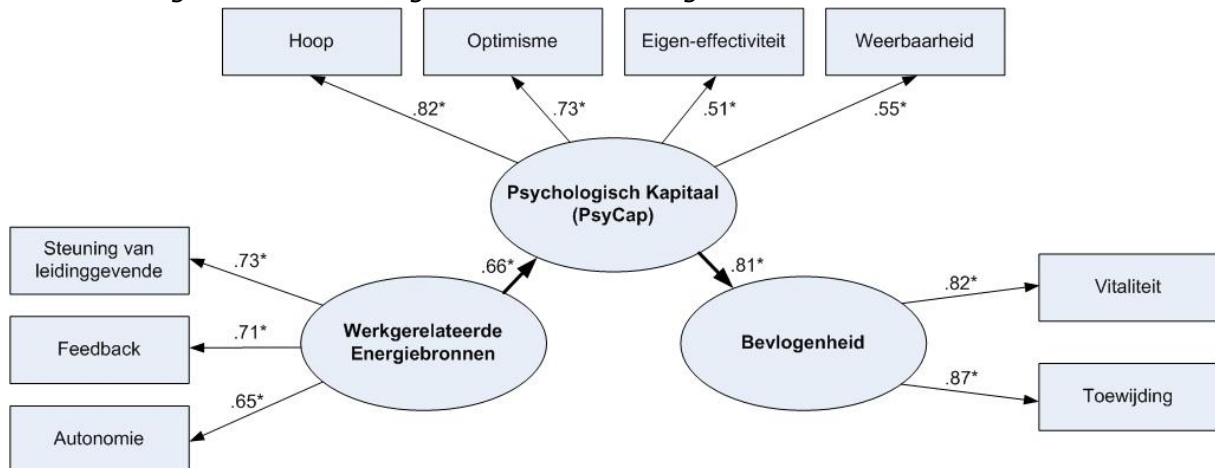 Hoop
Optimisme
Eigen-effectiviteit
Weerbaarheid
.82*
.73*
.51*
.55*
Psychologisch Kapitaal
(PsyCap)
Steuning van
leidinggevende
.73*
.66*
.81*
.82*
Vitaliteit
Feedback
.71*
Werkgerelateerde
Energiebronnen
Bevlogenheid
.65*
.87*
Toewijding
Autonomie